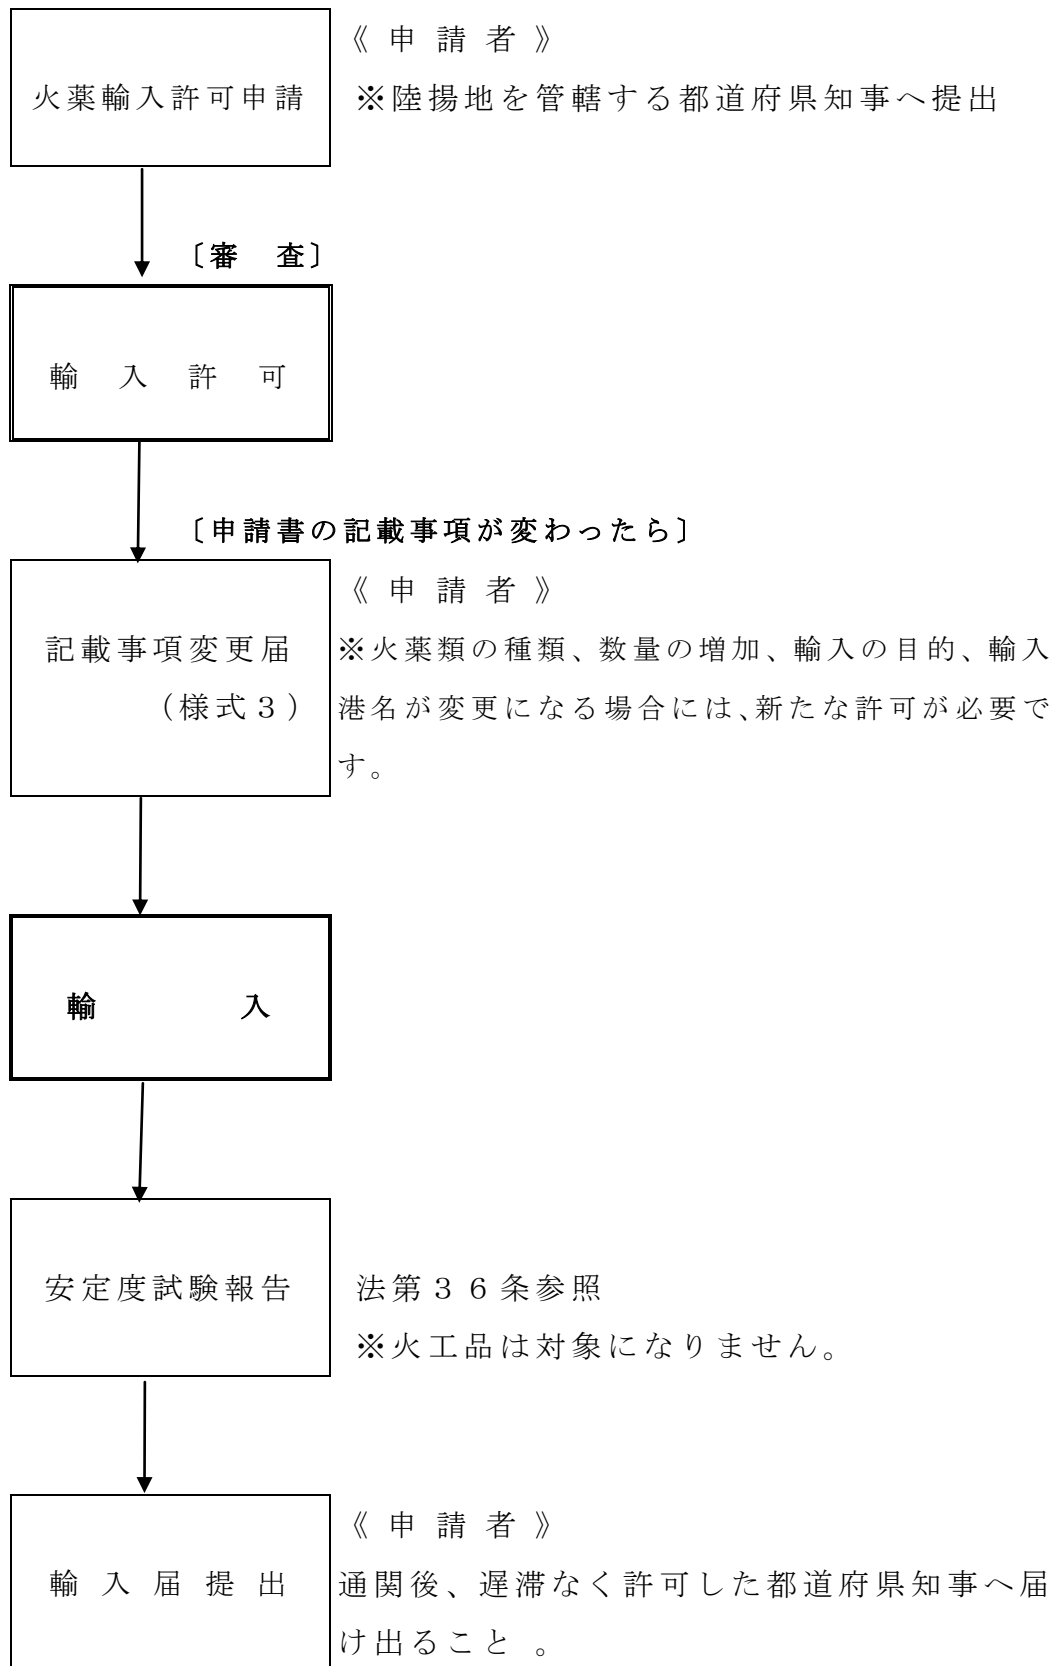 《 申 請 者 》
火薬輸入許可申請
※陸揚地を管轄する都道府県知事へ提出
〔審　査〕
輸　入　許　可
〔申請書の記載事項が変わったら〕
《 申 請 者 》
記載事項変更届
（様式３）
※火薬類の種類、数量の増加、輸入の目的、輸入
港名が変更になる場合には、新たな許可が必要で
す。
輸　　　　入
安定度試験報告
法第３６条参照
※火工品は対象になりません。
《 申 請 者 》
輸 入 届 提 出
通関後、遅滞なく許可した都道府県知事へ届
け出ること 。